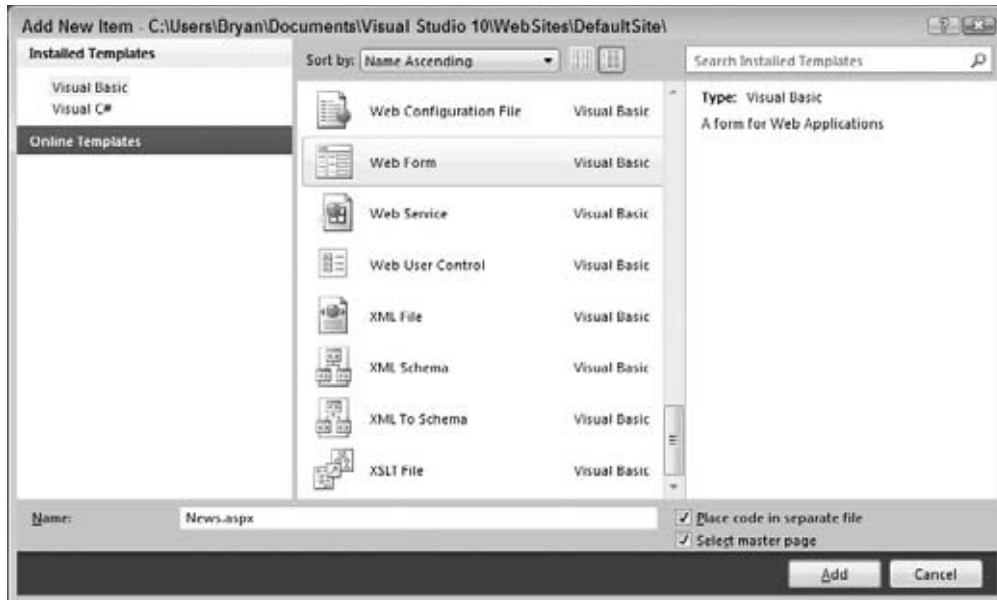 Add New Item - C:\Users\Bryan\Documents\Visual Studio 10\WebSites\DefaultSite\
Installed Templates
Visual Basic
Visual C#
Online Templates
Sort by: Name Ascending
Web Configuration File Visual Basic
Web Form Visual Basic
Web Service Visual Basic
Web User Control Visual Basic
XML File Visual Basic
XML Schema Visual Basic
XML To Schema Visual Basic
XSLT File Visual Basic
Search Installed Templates
Type: Visual Basic
A form for Web Applications
Name: News.aspx
Place code in separate file
Select master page
Add Cancel